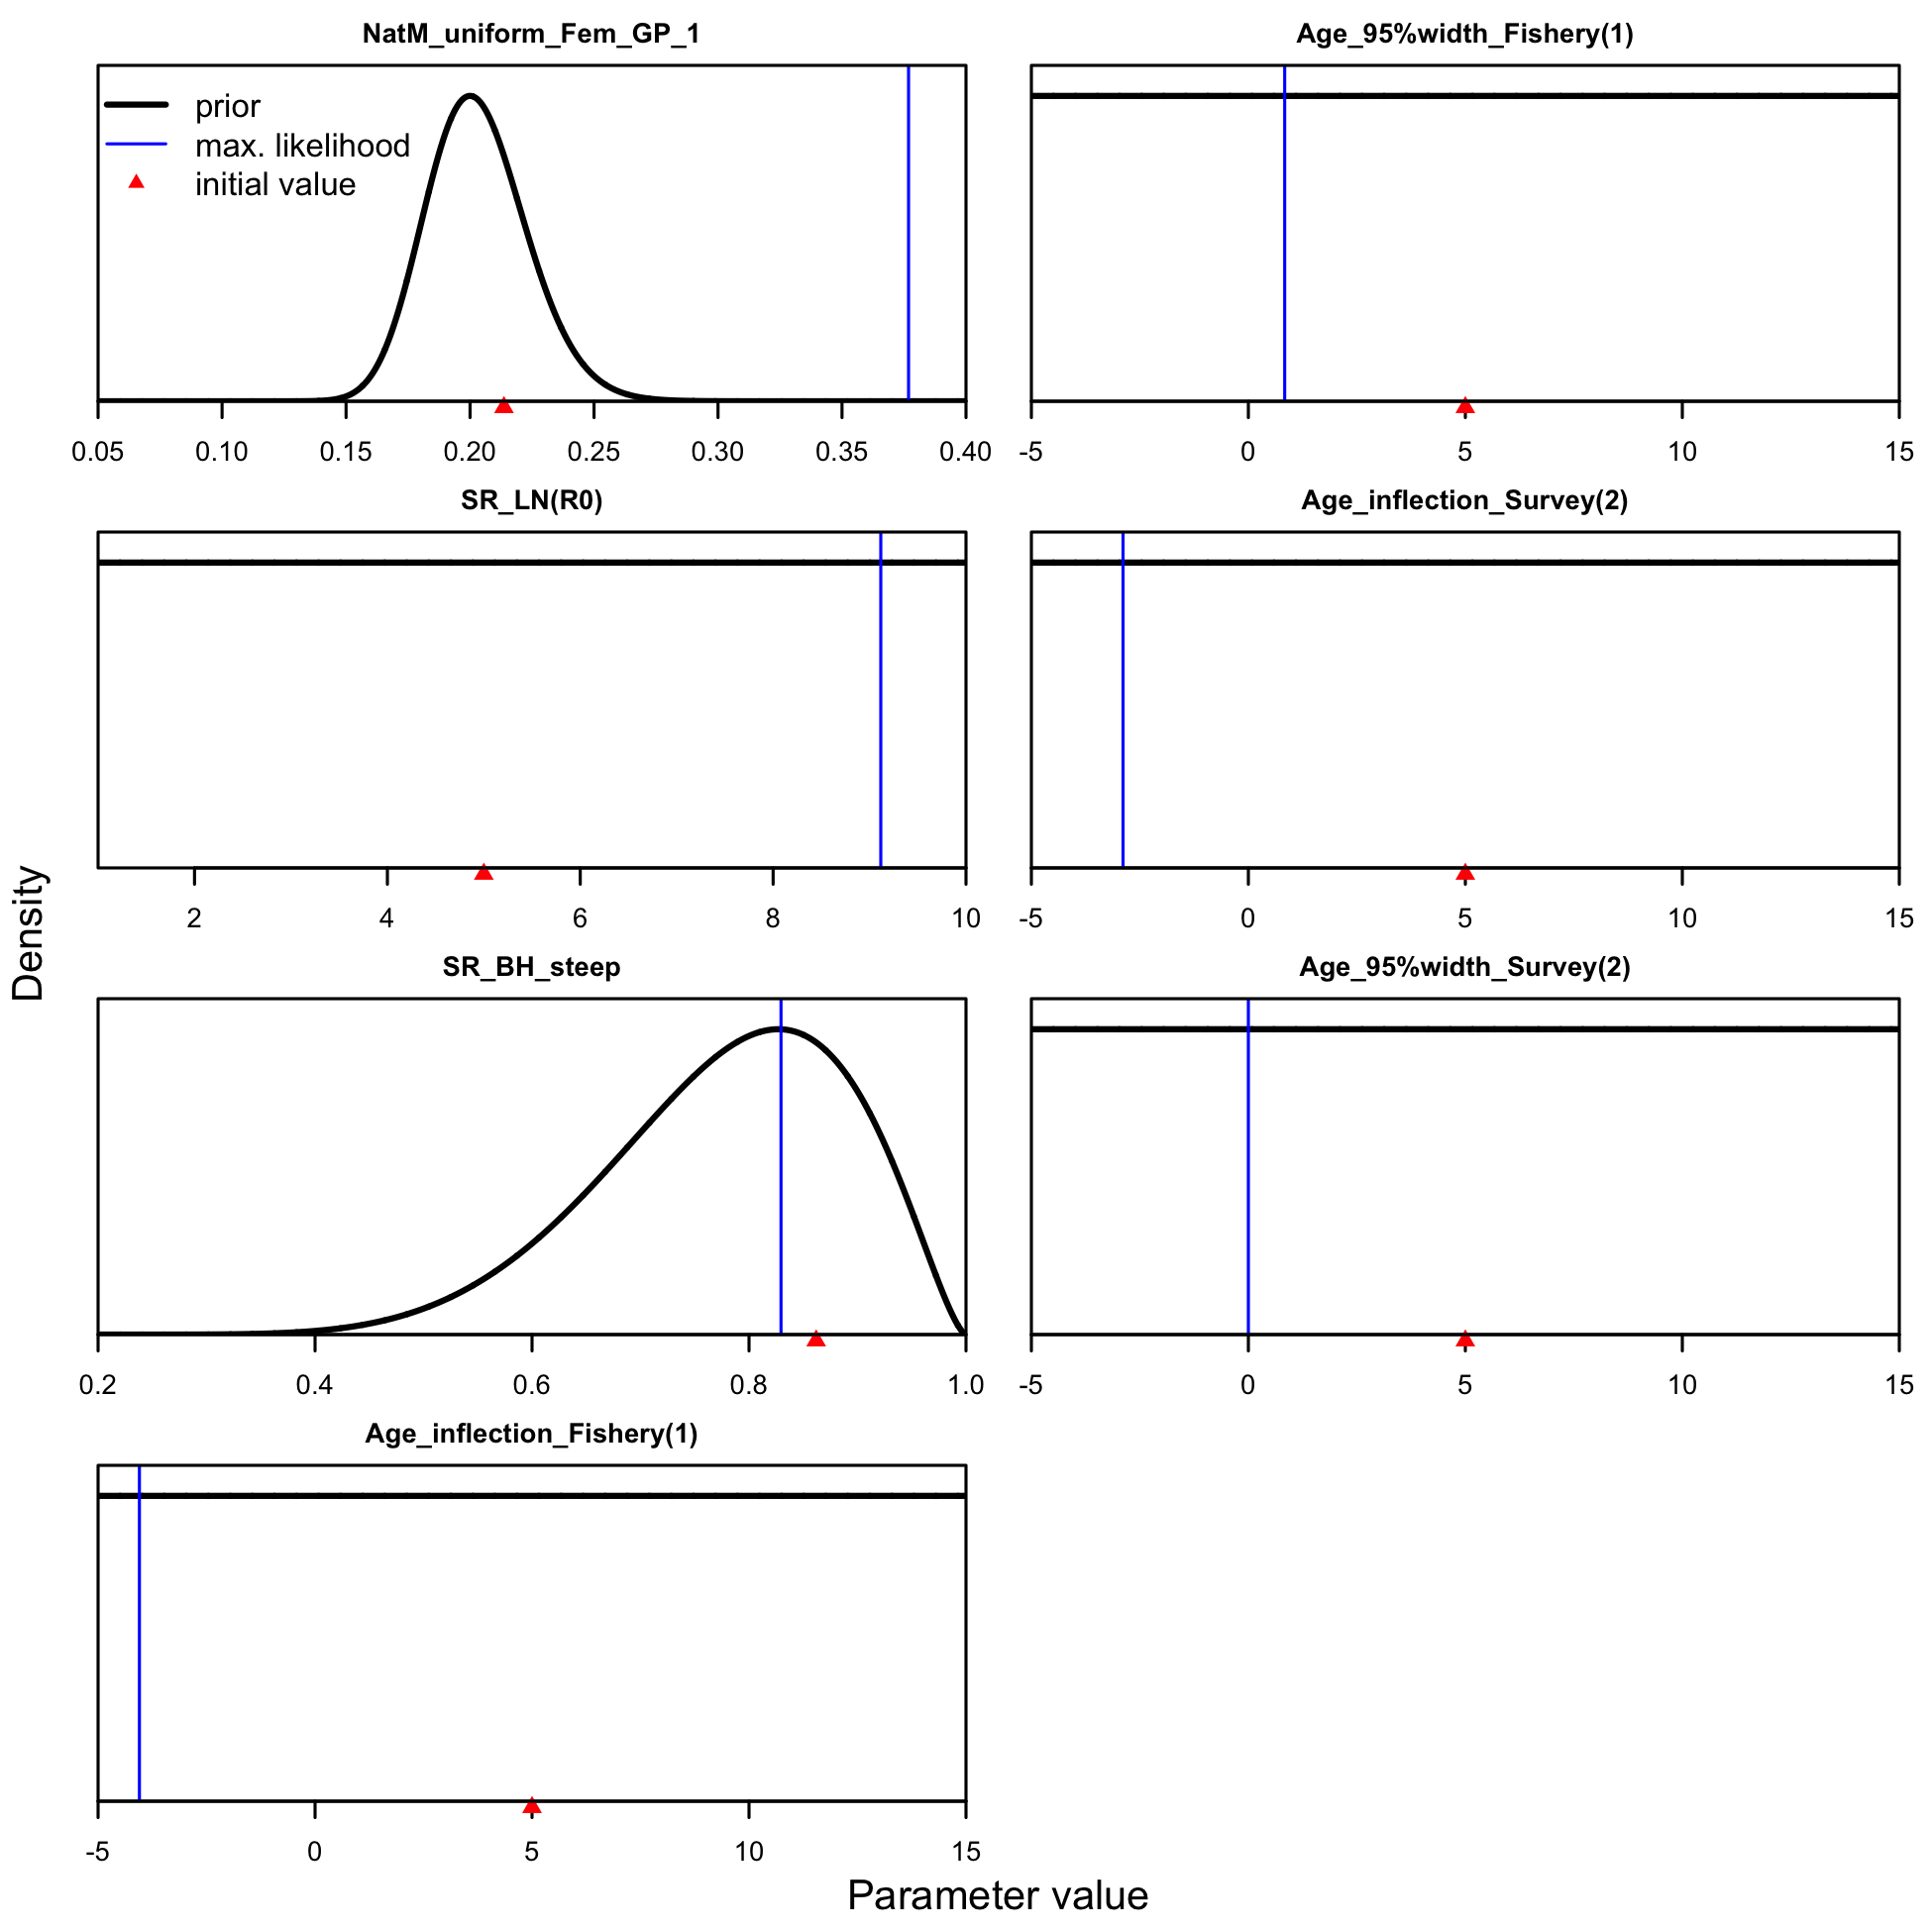 NatM_uniform_Fem_GP_1
prior
max. likelihood
initial value
0.05 0.10 0.15 0.20 0.25 0.30 0.35 0.40
Age_95%width_Fishery(1)
-5 0 5 10 15
SR_LN(R0)
2 4 6 8 10
Age_inflection_Survey(2)
-5 0 5 10 15
SR_BH_steep
0.2 0.4 0.6 0.8 1.0
Age_95%width_Survey(2)
-5 0 5 10 15
Age_inflection_Fishery(1)
-5 0 5 10 15
Density
Parameter value